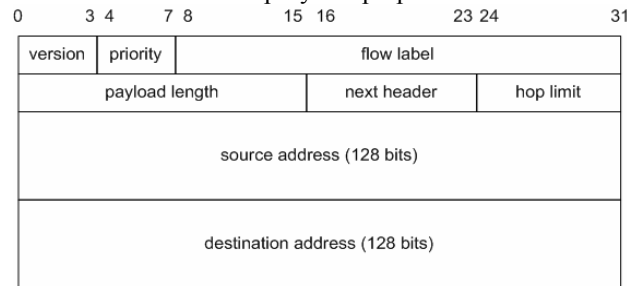 0 3 4 7 8 15 16 23 24 31
version priority flow label
payload length next header hop limit
source address (128 bits)
destination address (128 bits)